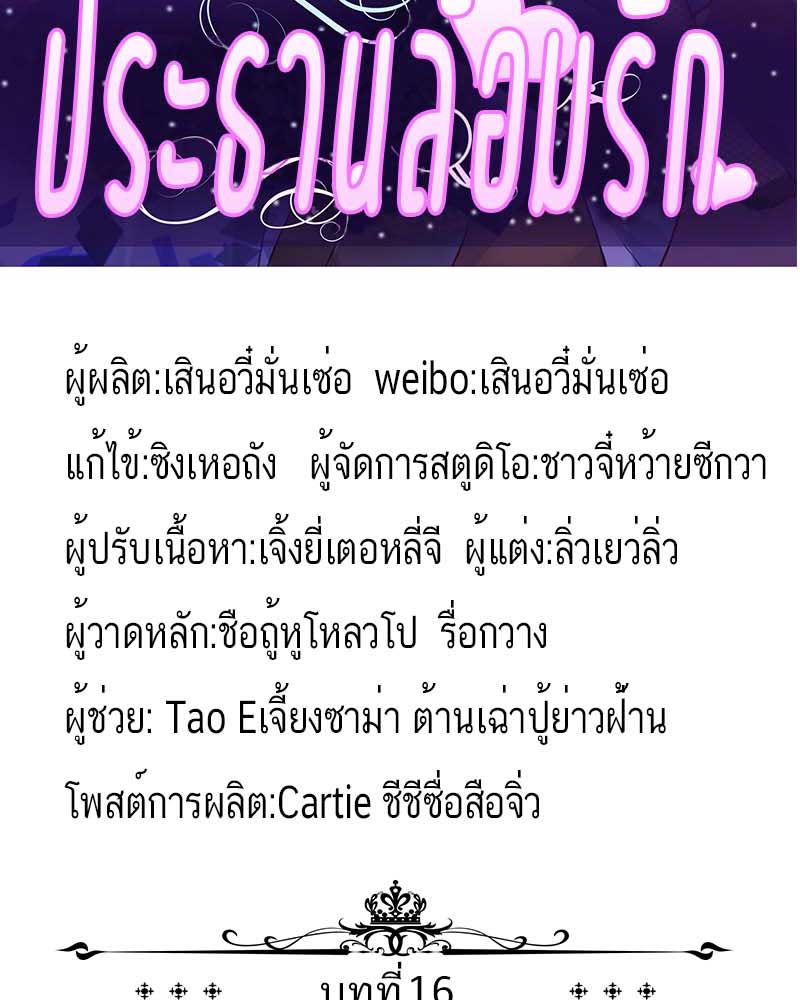 ประธานล้อมรัก
ผู้ผลิต:เสินอวี๋มั่นเซ่อ weibo:เสินอวี๋มั่นเซ่อ
แก้ไข้:ซิงเหอถัง ผู้จัดการสตูดิโอ:ชาวจี๋หว้ายซีกวา
ผู้ปรับเนื้อหา:เจิ้งยี่เตอหลี่จี ผู้แต่ง:ลิ่วเยว่ลิ่ว
ผู้วาดหลัก:ชือถู้หูโหลวโป รื่อกวาง
ผู้ช่วย: Tao Eเจี้ยงซาม่า ต้านเฉ่าปู้ย่าวฝ้าน
โพสต์การผลิต:Cartie ชีชีซื่อสือจิ่ว
บทที่16